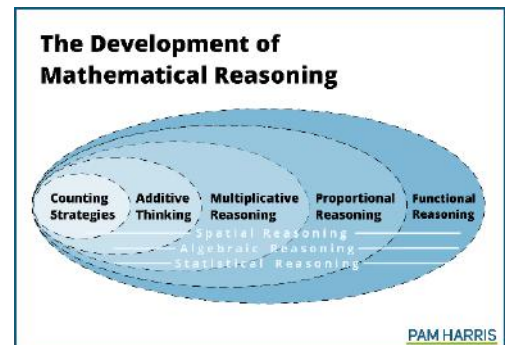 The Development of
Mathematical Reasoning
Counting Strategies
Additive Thinking
Multiplicative Reasoning
Proportional Reasoning
Functional Reasoning
Spatial Reasoning
Algebraic Reasoning
Statistical Reasoning
PAM HARRIS